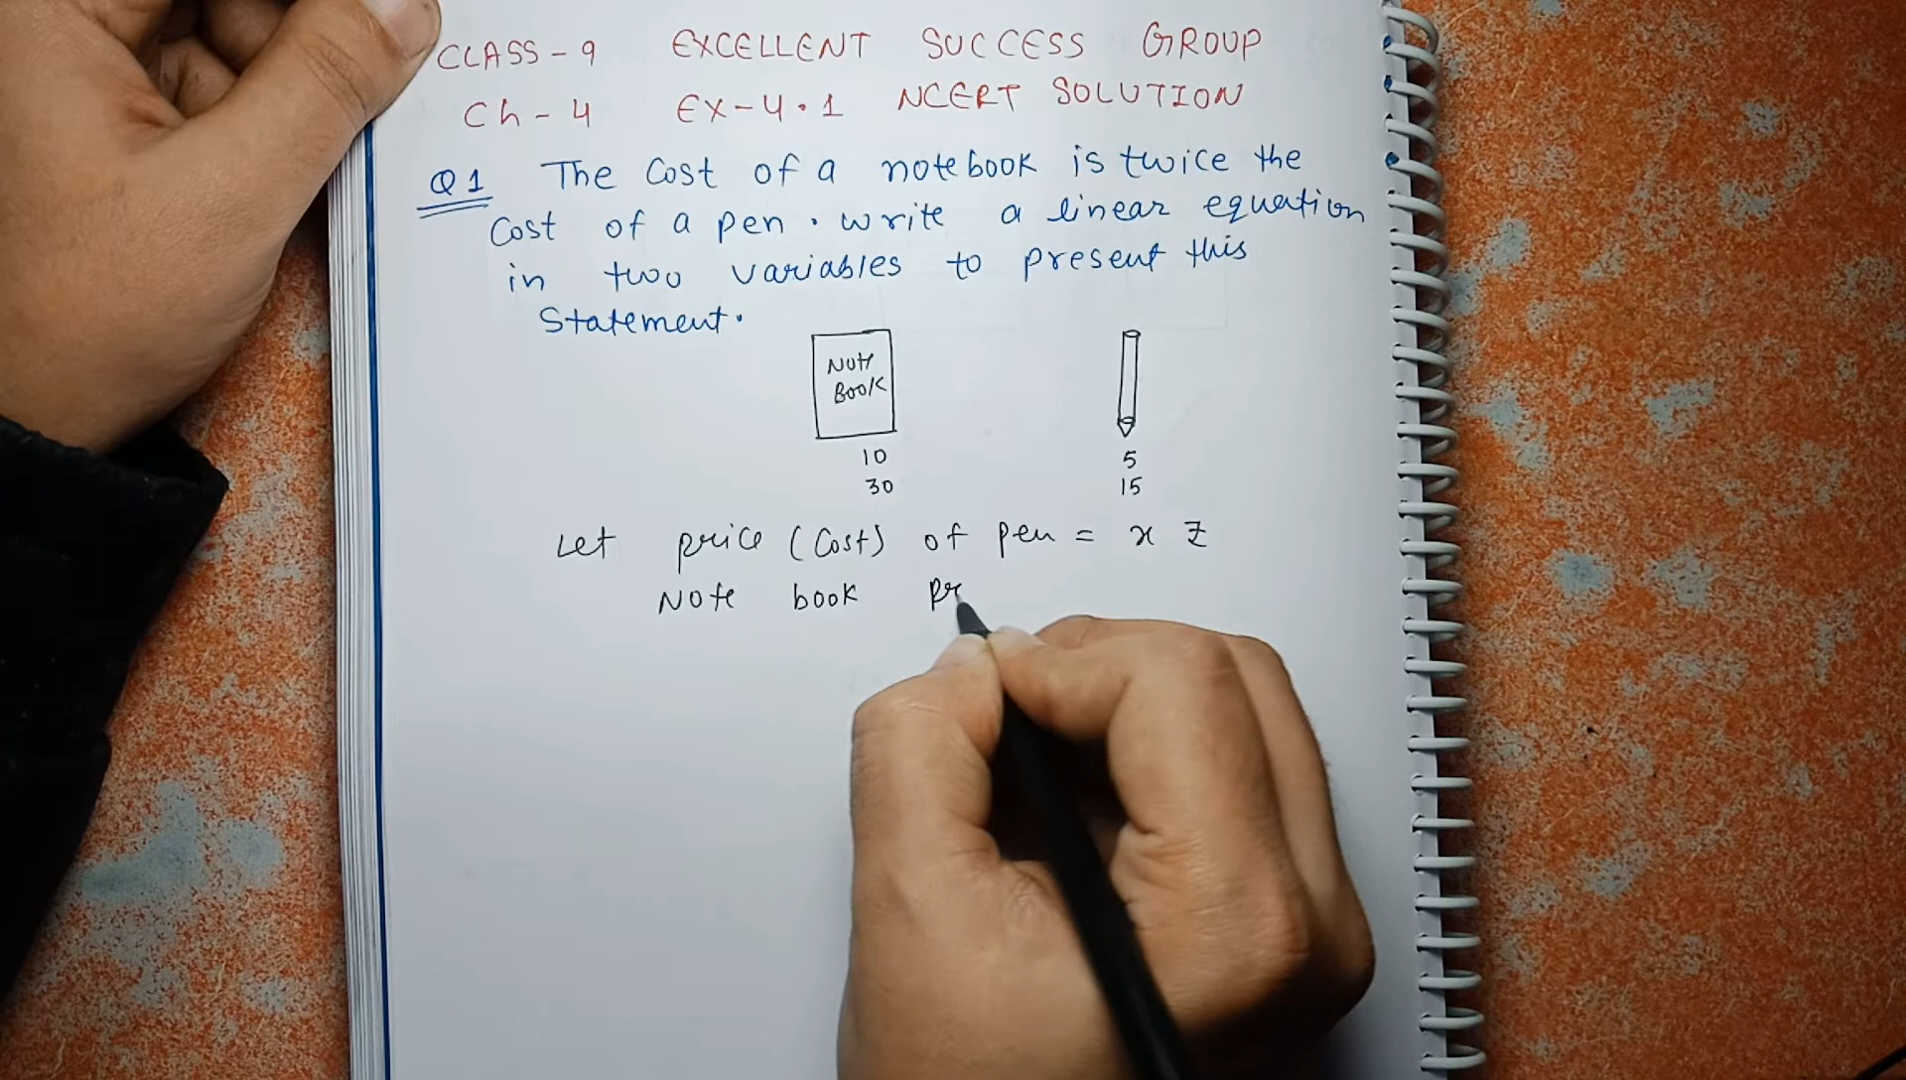 CLASS - 9 EXCELLENT SUCCESS GROUP
Ch - 4 EX - 4.1 NCERT SOLUTION
Q1 The Cost of a notebook is twice the
Cost of a pen. write a linear equation
in two variables to present this
Statement.
Note
Book
10 5
30 15
Let price (Cost) of pen = x ₹
Note book pr